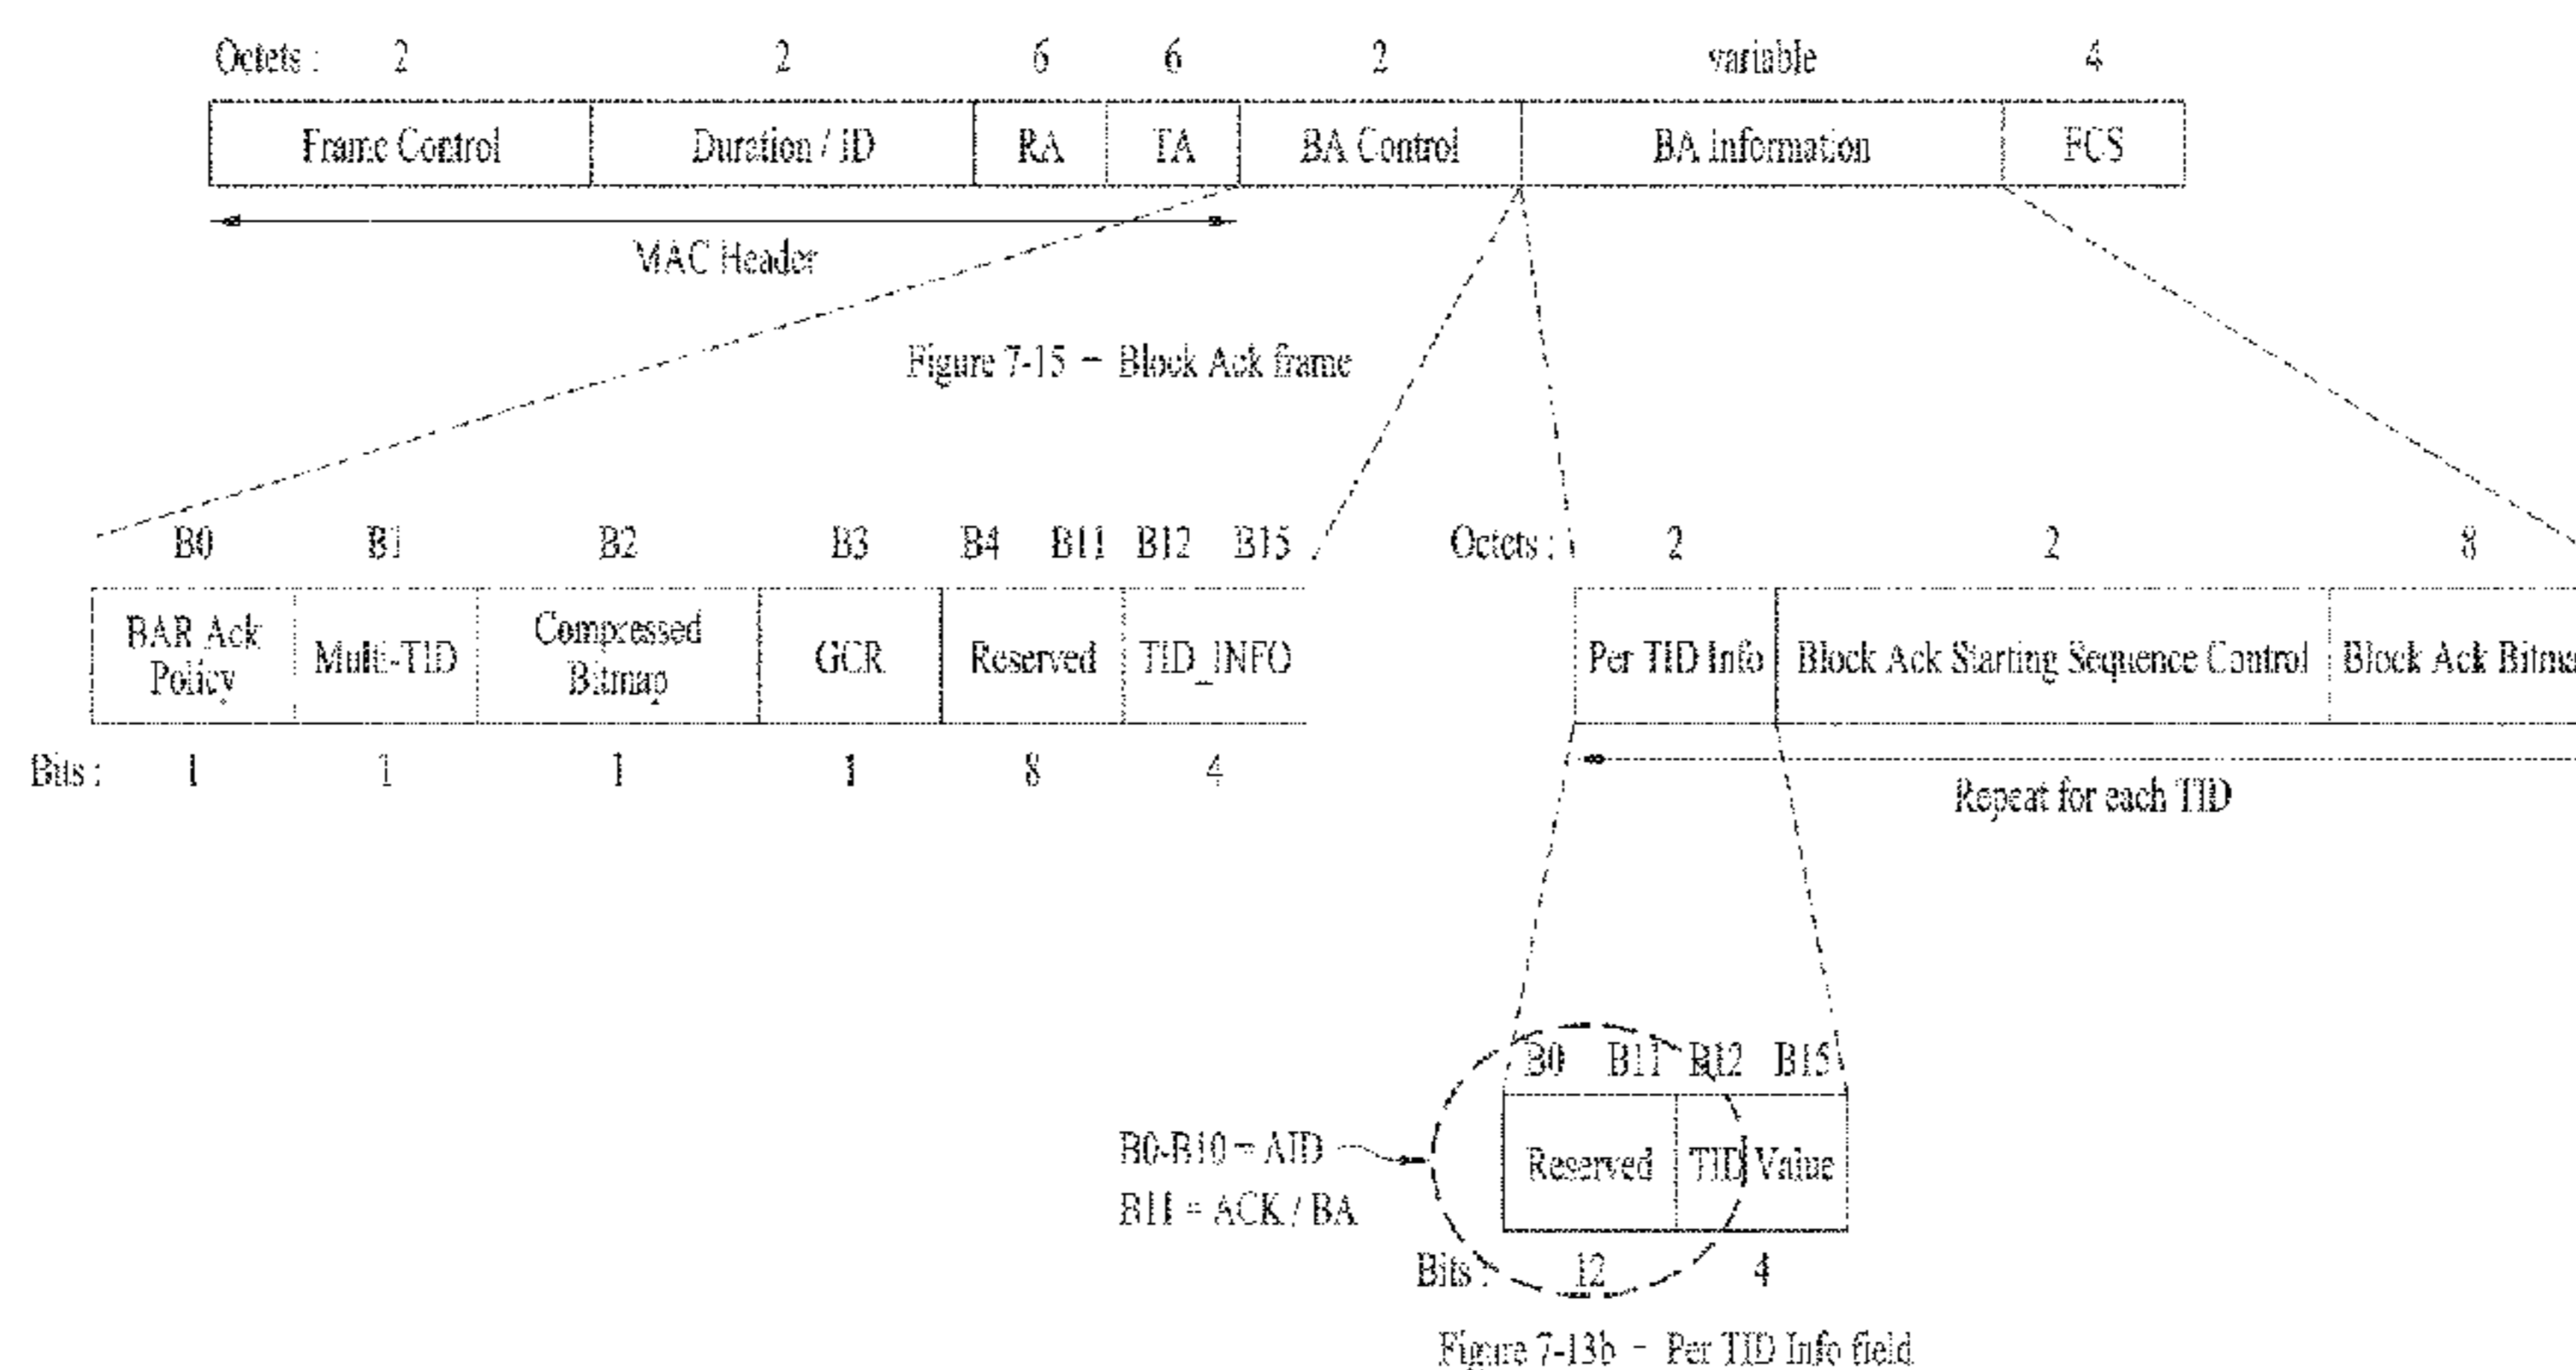 Octets : 2 2 6 6 2 variable 4
Frame Control Duration / ID RA TA BA Control BA Information FCS
MAC Header
Figure 7-15 – Block Ack frame
B0 B1 B2 B3 B4 B11 B12 B15
BAR Ack Policy Multi-TID Compressed Bitmap GCR Reserved TID_INFO
Bits : 1 1 1 1 8 4
Octets : 2 2 8
Per TID Info Block Ack Starting Sequence Control Block Ack Bitma
Repeat for each TID
B0 B11 B12 B15
Reserved TID Value
B0-B10 = AID
B11 = ACK / BA
Bits : 12 4
Figure 7-13b – Per TID Info field